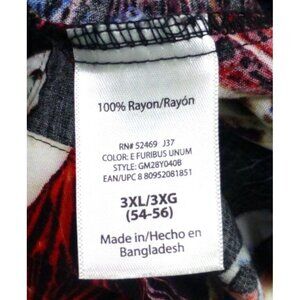 100% Rayon/Rayón
RN# 52469 J37
COLOR: E FURIBUS UNUM
STYLE: GM28Y040B
EAN/UPC 8 80952081851
3XL/3XG
(54-56)
Made in/Hecho en
Bangladesh